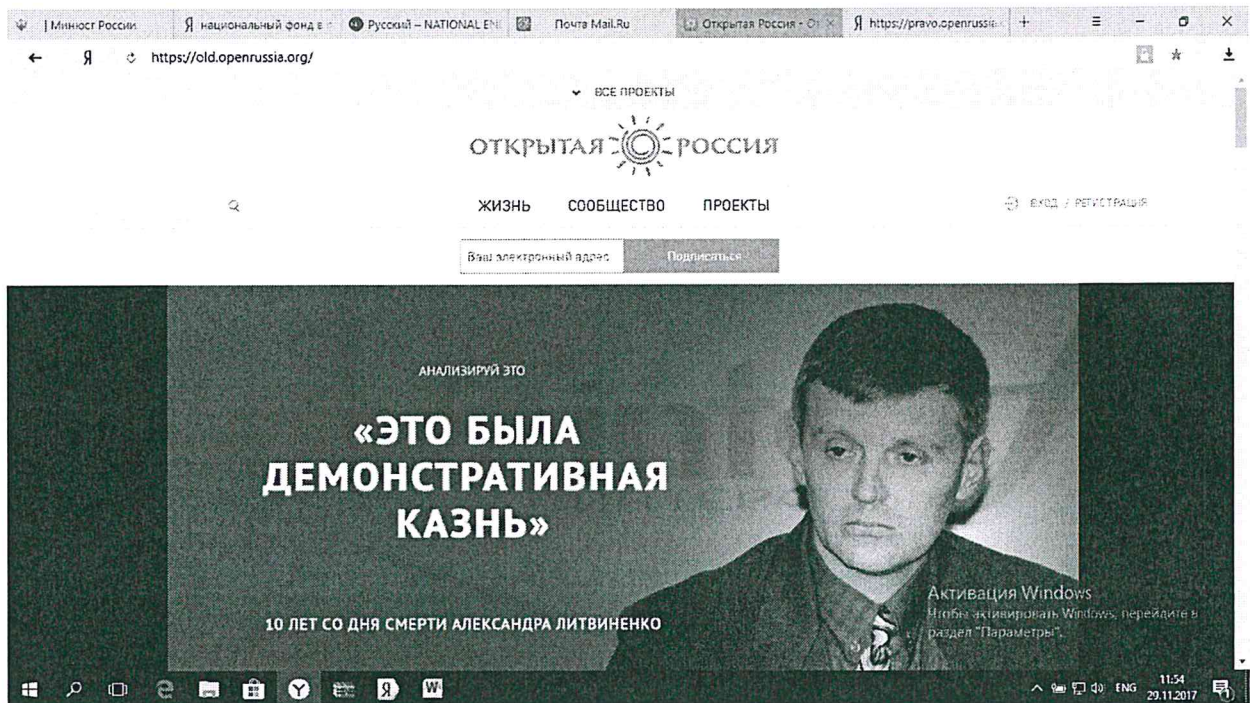 | Минюст России
Я национальный фонд в
Русский – NATIONAL EN
Почта Mail.Ru
Открытая Россия - От
Я https://pravo.openrussia
Я https://old.openrussia.org/
ВСЕ ПРОЕКТЫ
ОТКРЫТАЯ РОССИЯ
ЖИЗНЬ СООБЩЕСТВО ПРОЕКТЫ
ВХОД / РЕГИСТРАЦИЯ
Ваш электронный адрес Подписаться
АНАЛИЗИРУЙ ЭТО
«ЭТО БЫЛА
ДЕМОНСТРАТИВНАЯ
КАЗНЬ»
10 ЛЕТ СО ДНЯ СМЕРТИ АЛЕКСАНДРА ЛИТВИНЕНКО
Активация Windows
Чтобы активировать Windows, перейдите в
раздел "Параметры".
ENG 11:54
29.11.2017